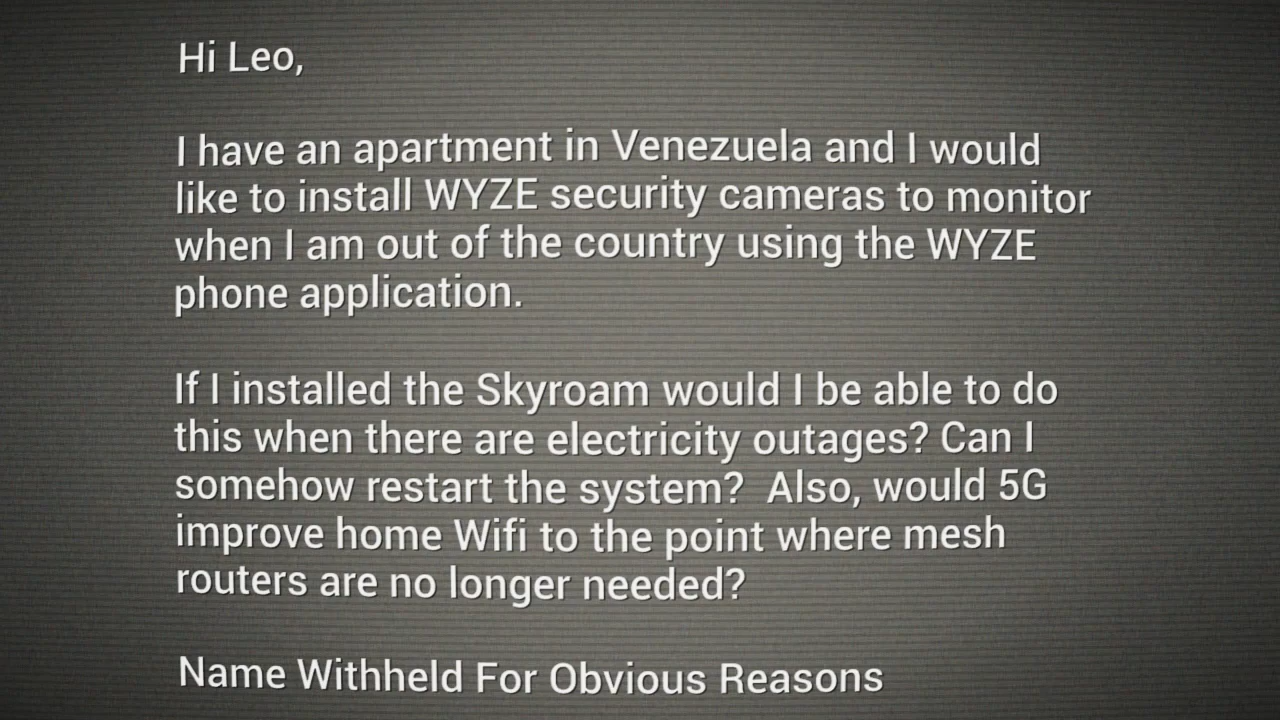 Hi Leo,
I have an apartment in Venezuela and I would
like to install WYZE security cameras to monitor
when I am out of the country using the WYZE
phone application.
If I installed the Skyroam would I be able to do
this when there are electricity outages? Can I
somehow restart the system?  Also, would 5G
improve home Wifi to the point where mesh
routers are no longer needed?
Name Withheld For Obvious Reasons